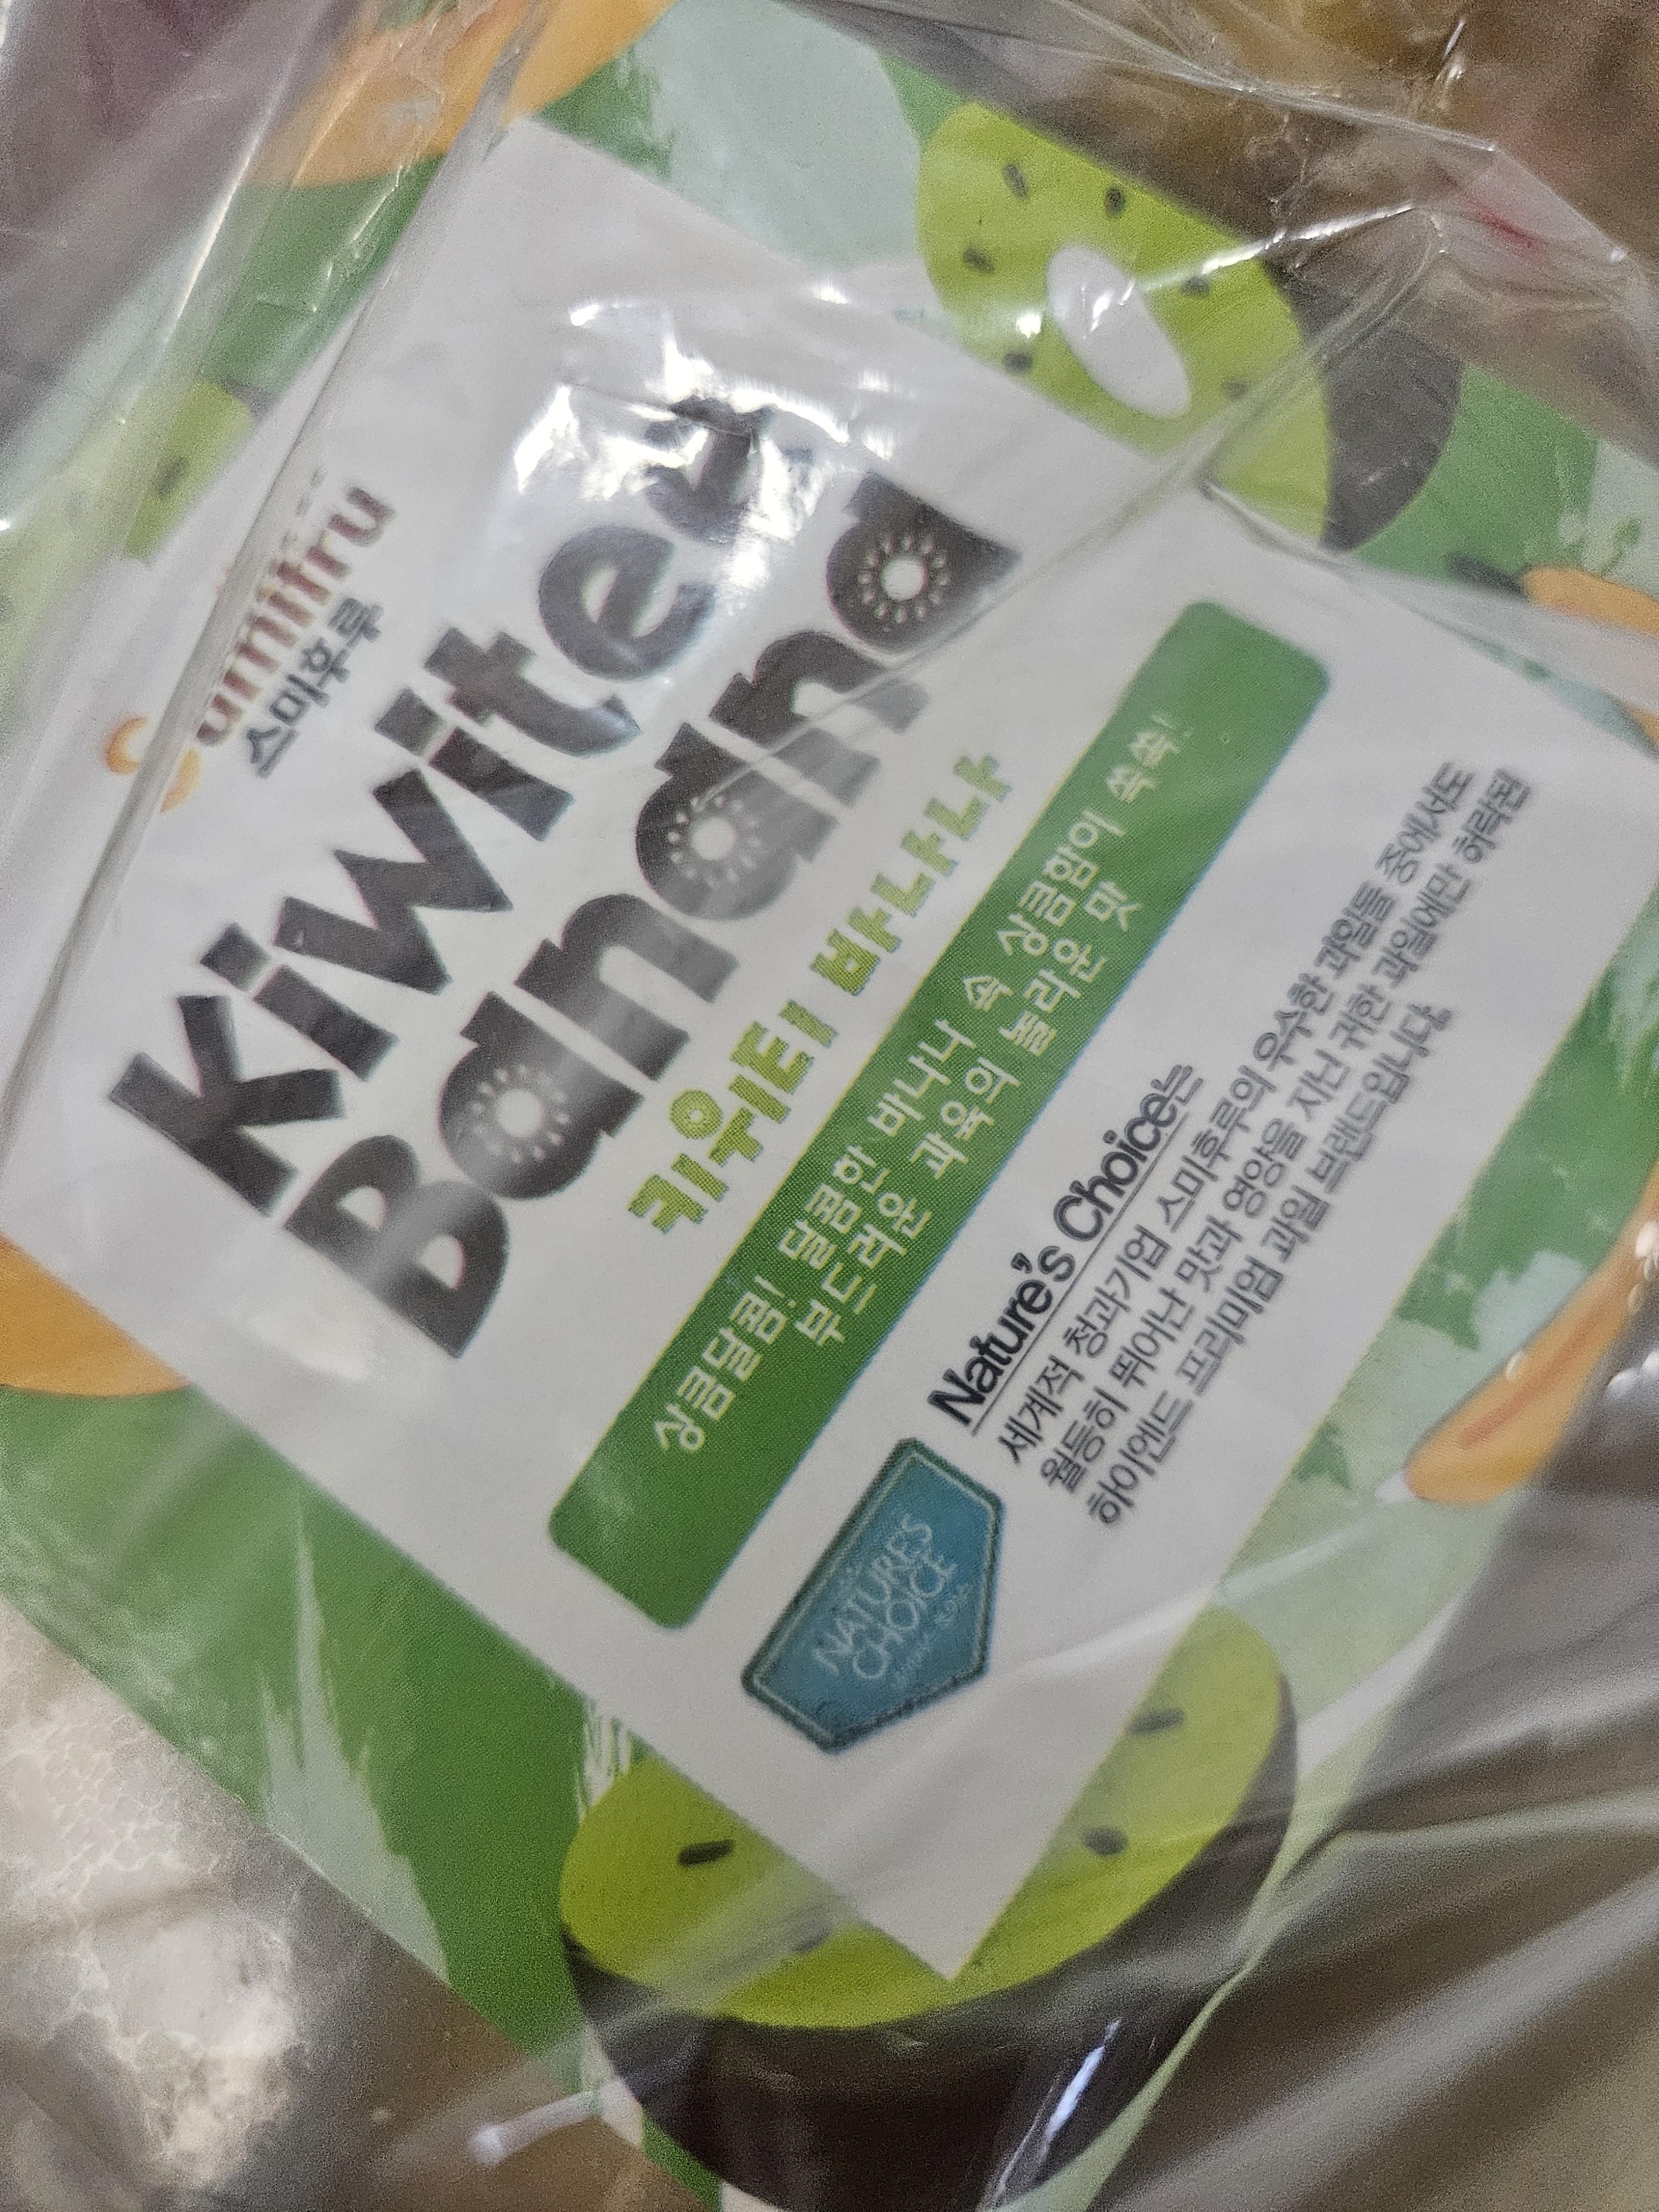 Sumifru
스미후루
Kiwitea
Banana
키위티 바나나
상콤달콤! 달콤한 바나나 속 상콤함이 쏙쏙!
부드러운 과육의 놀라운 맛
NATURE'S
CHOICE
Nature's Choice는
세계적 청과기업 스미후루의 우수한 과일들 중에서도
월등히 뛰어난 맛과 영양을 지닌 귀한 과일에만 허락된
하이엔드 프리미엄 과일 브랜드입니다.